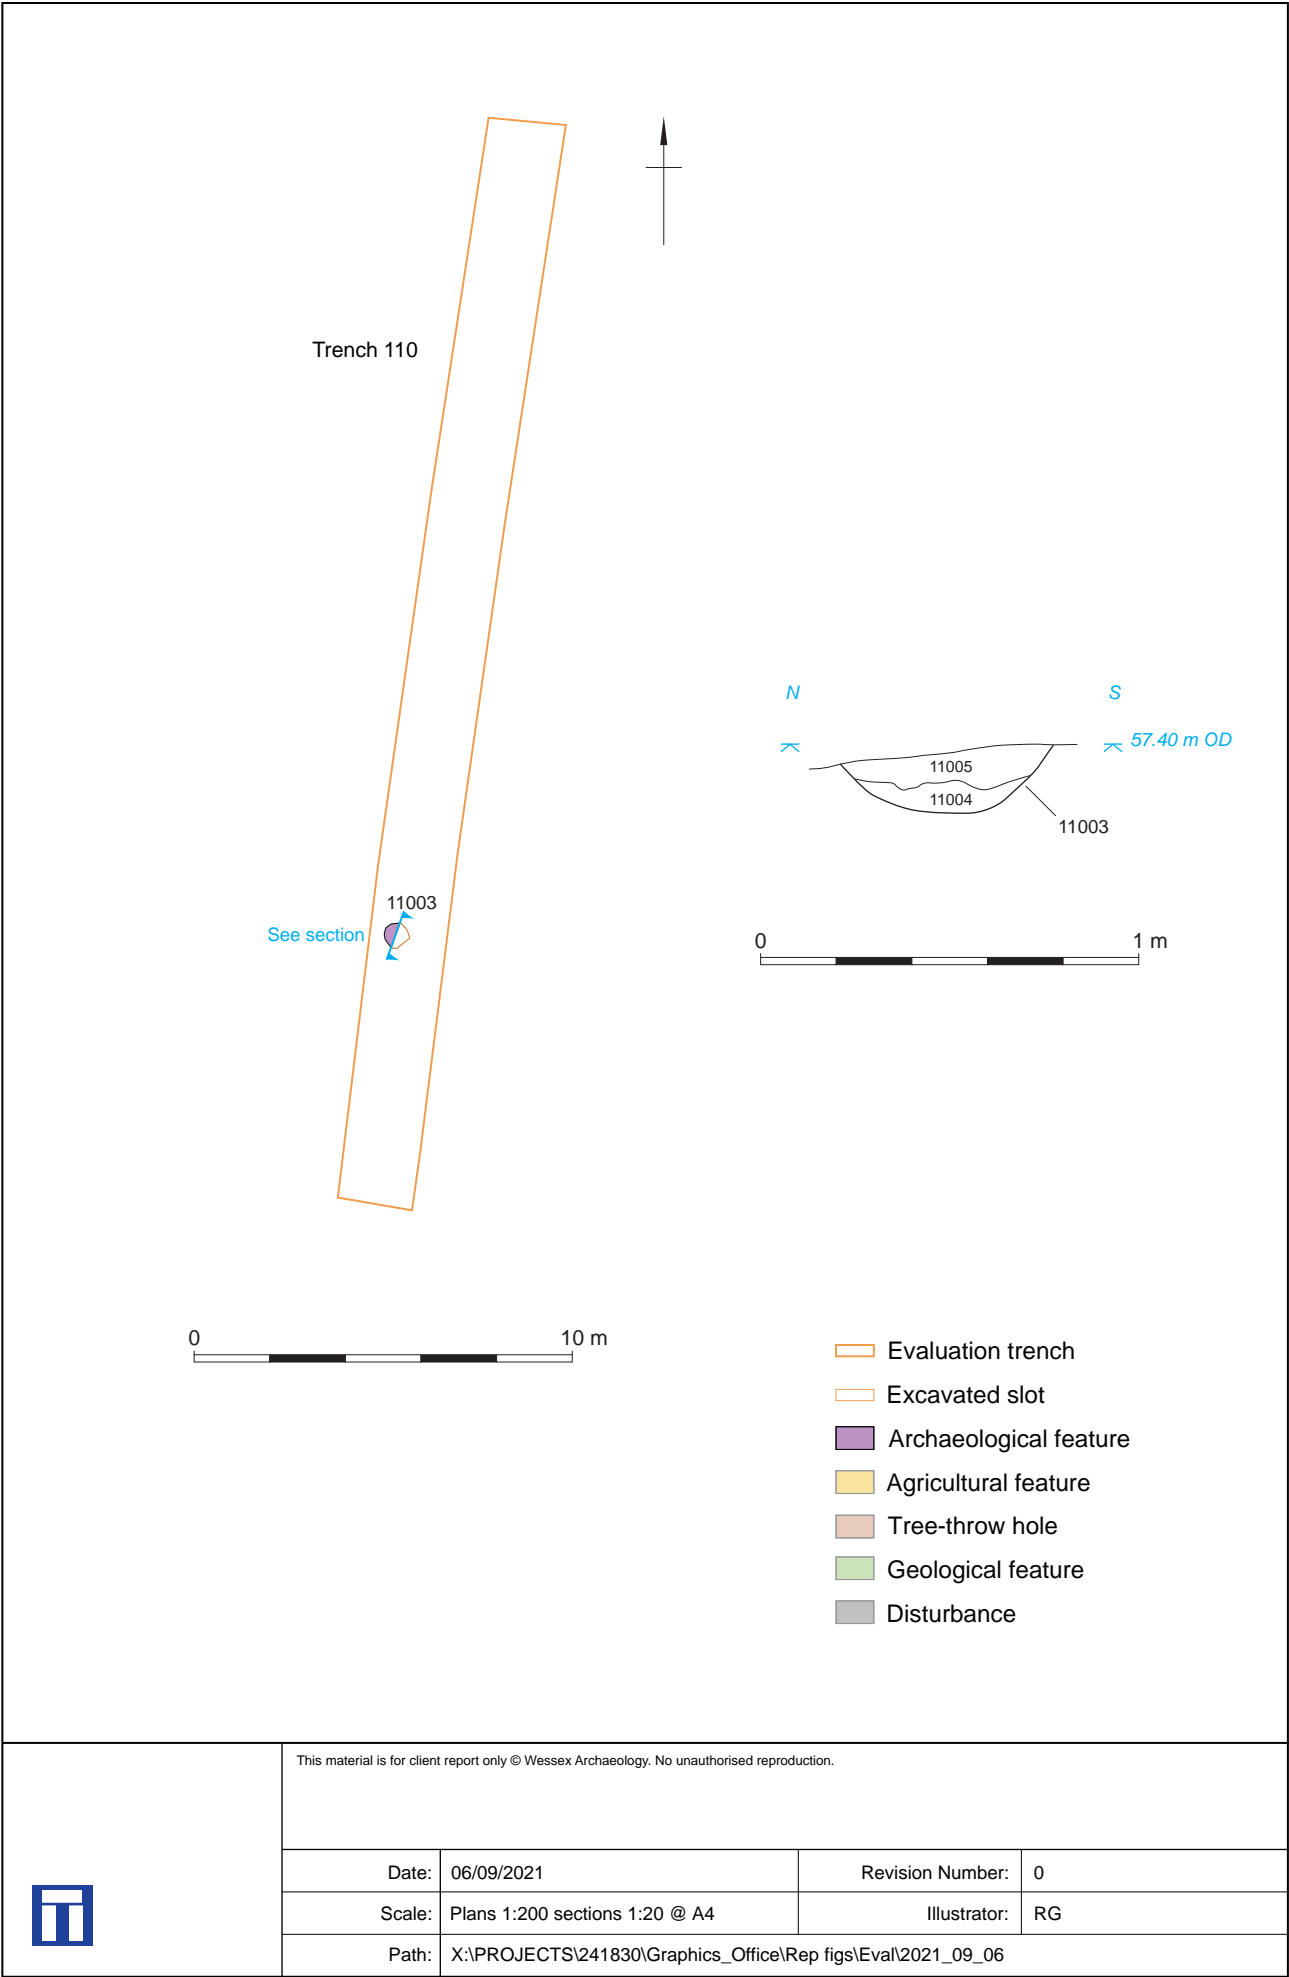 Trench 110
N
S
57.40 m OD
11005
11004
11003
11003
See section
0
1 m
0
10 m
Evaluation trench
Excavated slot
Archaeological feature
Agricultural feature
Tree-throw hole
Geological feature
Disturbance
This material is for client report only © Wessex Archaeology. No unauthorised reproduction.
Date: 06/09/2021 Revision Number: 0
Scale: Plans 1:200 sections 1:20 @ A4 Illustrator: RG
Path: X:\PROJECTS\241830\Graphics_Office\Rep figs\Eval\2021_09_06